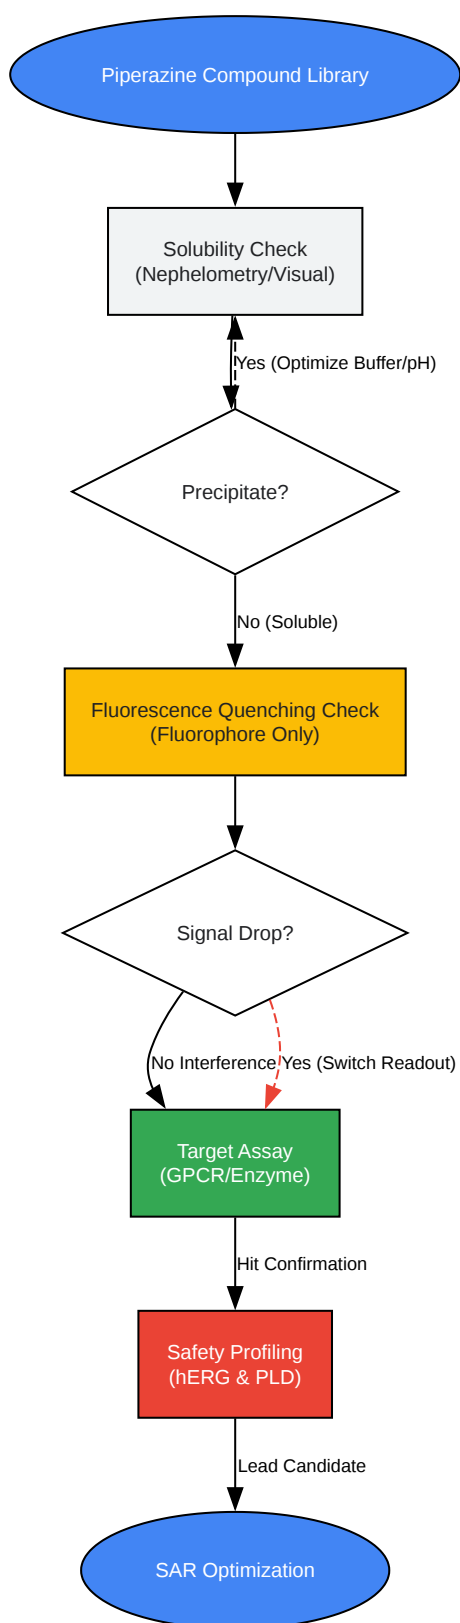 Piperazine Compound Library
Solubility Check
(Nephelometry/Visual)
Yes (Optimize Buffer/pH)
Precipitate?
No (Soluble)
Fluorescence Quenching Check
(Fluorophore Only)
Signal Drop?
No Interference
Yes (Switch Readout)
Target Assay
(GPCR/Enzyme)
Hit Confirmation
Safety Profiling
(hERG & PLD)
Lead Candidate
SAR Optimization